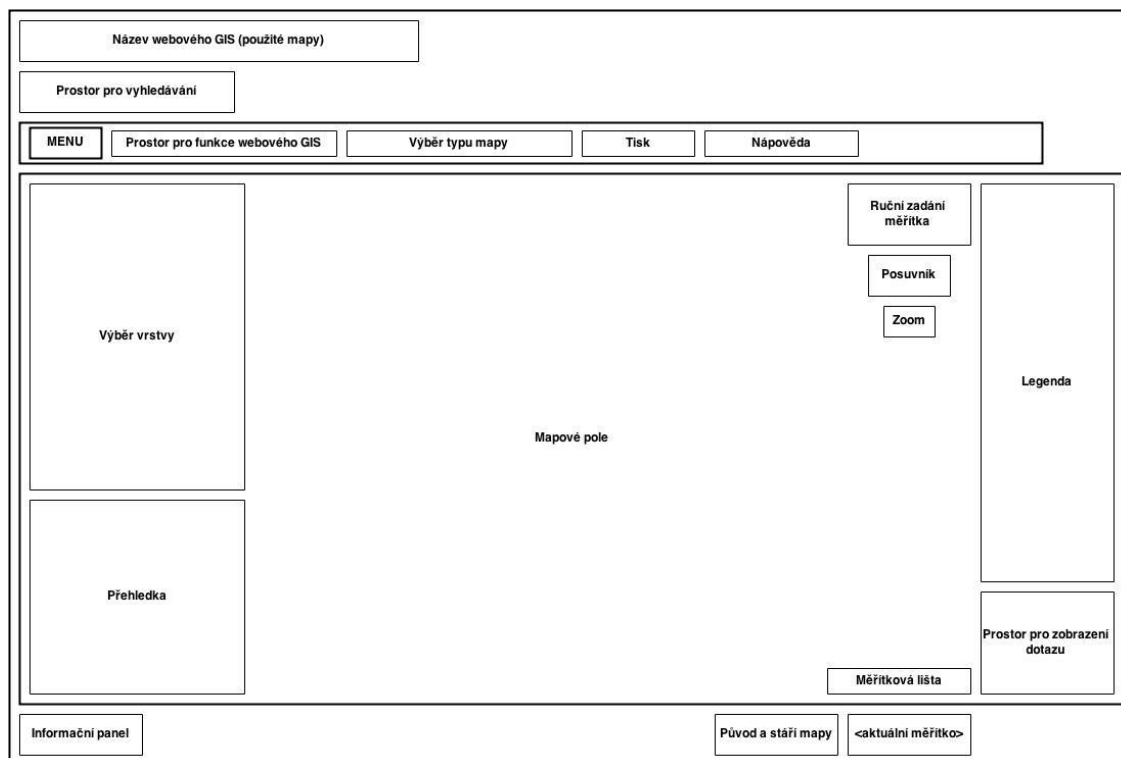 Název webového GIS (použité mapy)
Prostor pro vyhledávání
MENU
Prostor pro funkce webového GIS
Výběr typu mapy
Tisk
Nápověda
Výběr vrstvy
Přehledka
Mapové pole
Ruční zadání
měřítka
Posuvník
Zoom
Měřítková lišta
Legenda
Prostor pro zobrazení
dotazu
Informační panel
Původ a stáří mapy
<aktuální měřítko>